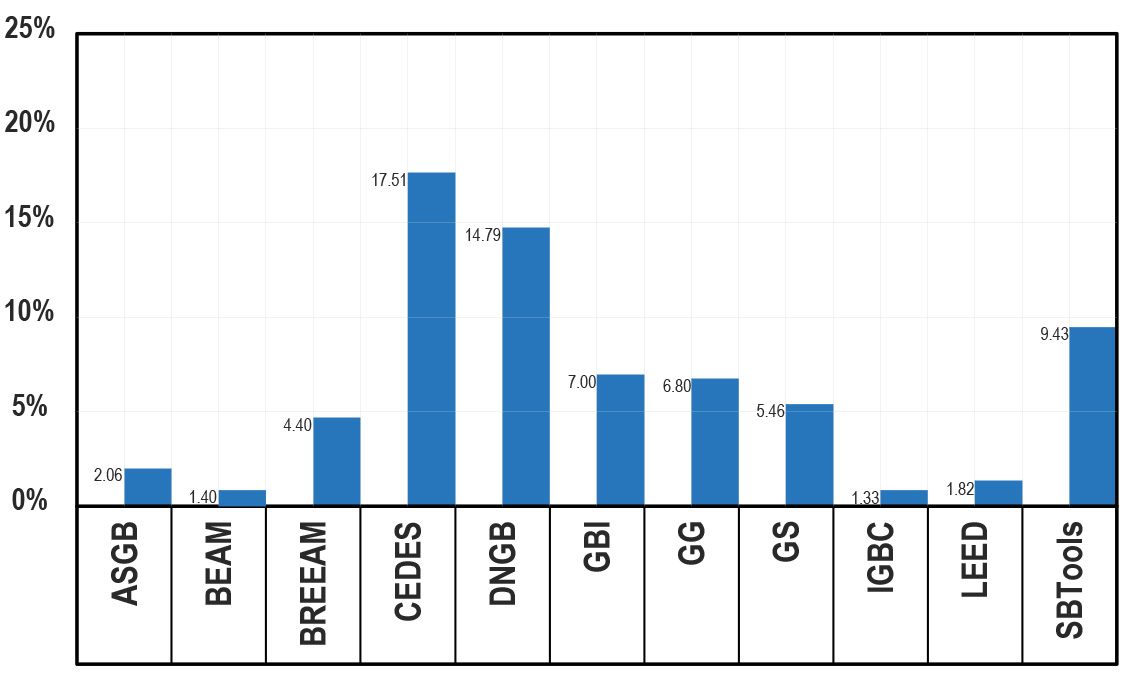 25%
20%
15%
10%
5%
0%
2.06
1.40
4.40
17.51
14.79
7.00
6.80
5.46
1.33
1.82
9.43
ASGB
BEAM
BREEAM
CEDES
DNGB
GBI
GG
GS
IGBC
LEED
SBTools